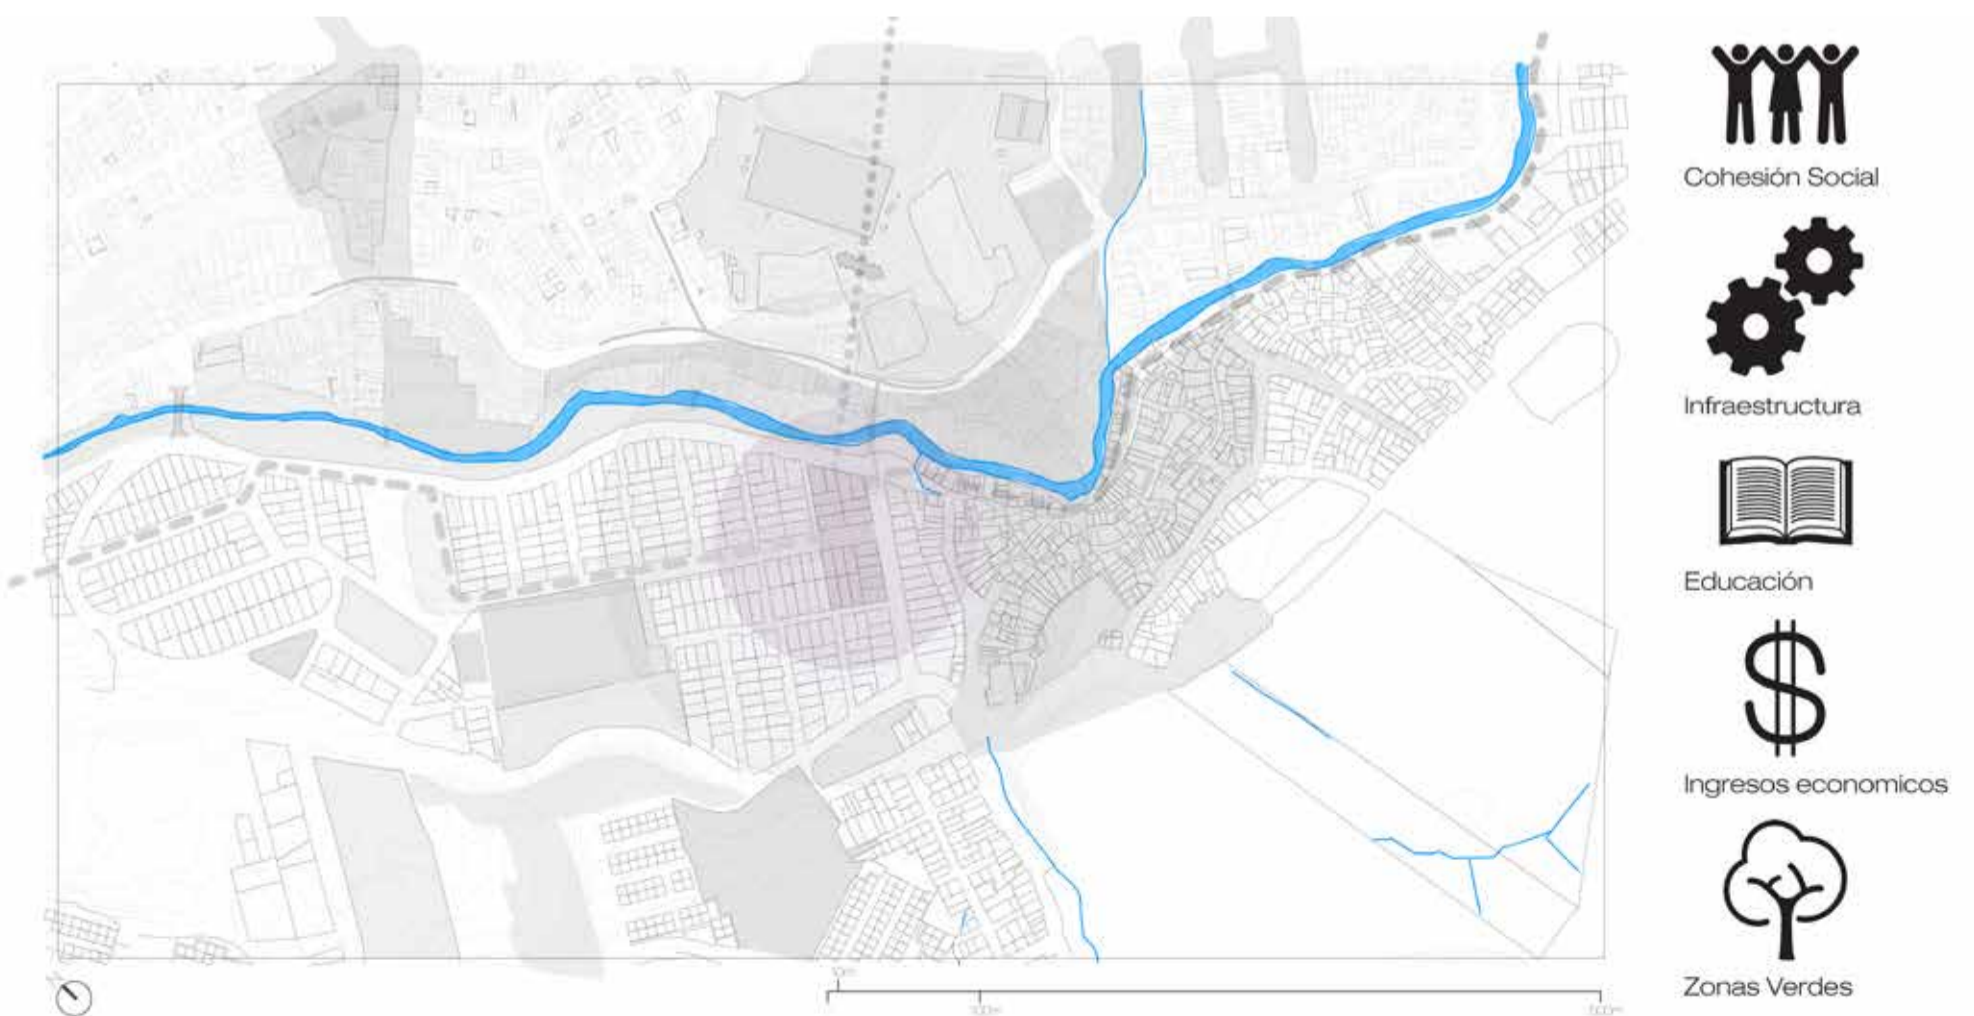 Cohesión Social
Infraestructura
Educación
Ingresos economicos
Zonas Verdes